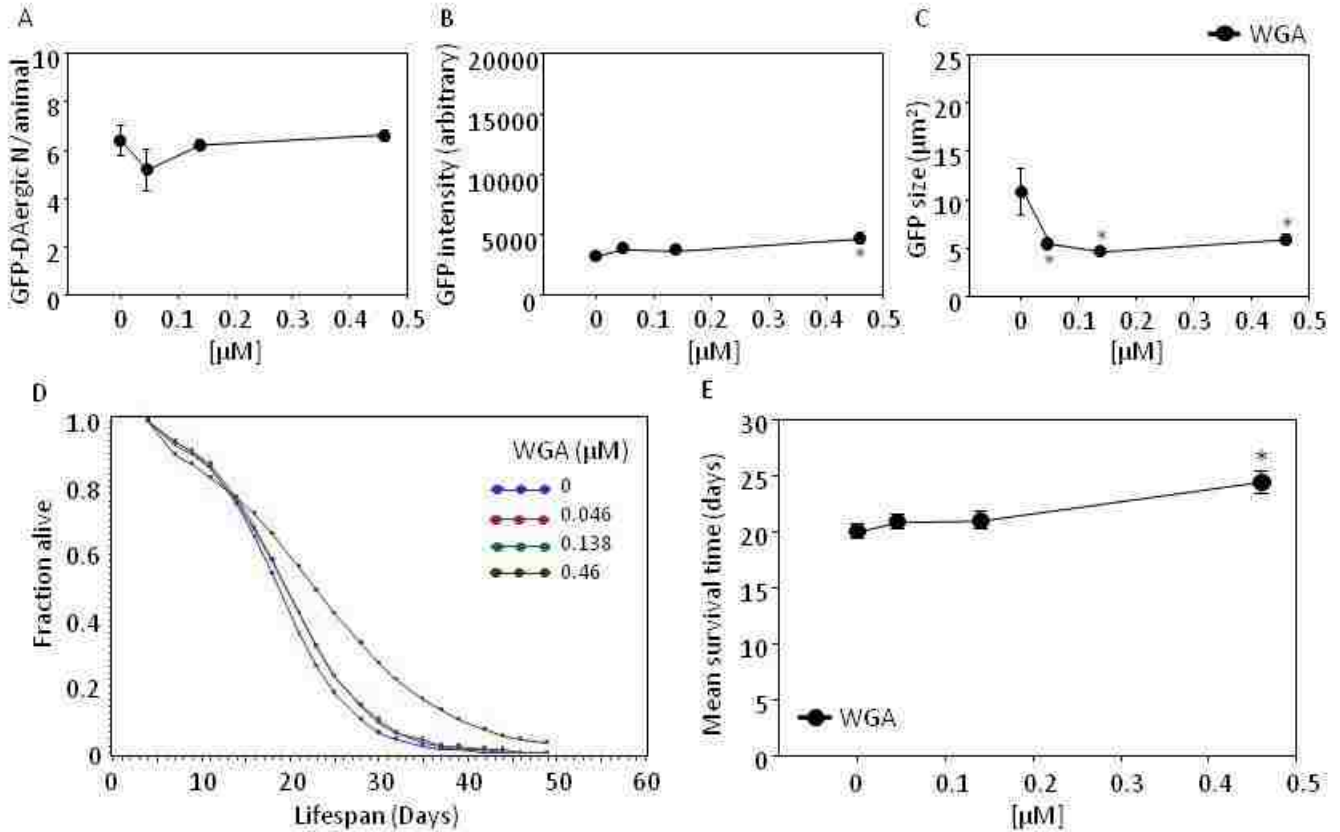 A
B
C
WGA
GFP-DAergic N/animal
10
8
6
4
2
0
0 0.1 0.2 0.3 0.4 0.5
[µM]
GFP intensity (arbitrary)
20000
15000
10000
5000
0
*
0 0.1 0.2 0.3 0.4 0.5
[µM]
GFP size (µm²)
25
20
15
10
5
0
* * *
0 0.1 0.2 0.3 0.4 0.5
[µM]
D
Fraction alive
1.0
0.8
0.6
0.4
0.2
0
WGA (µM)
0
0.046
0.138
0.46
0 10 20 30 40 50 60
Lifespan (Days)
E
Mean survival time (days)
30
25
20
15
10
5
0
*
WGA
0 0.1 0.2 0.3 0.4 0.5
[µM]